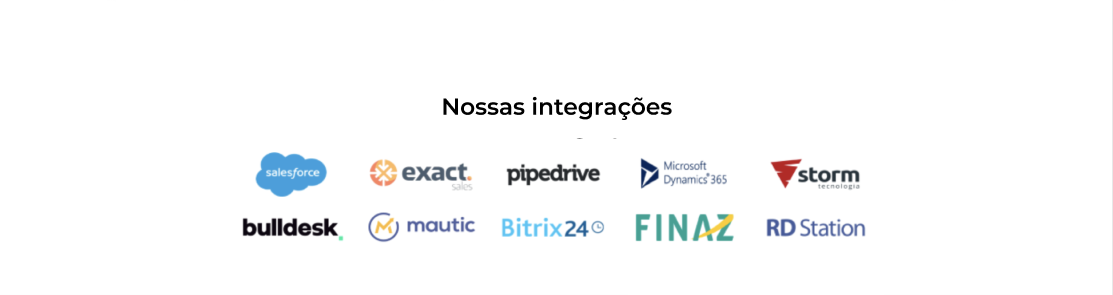 Nossas integrações
salesforce exact sales pipedrive Microsoft Dynamics 365 storm tecnologia
bulldesk. mautic Bitrix24 FINAZ RD Station